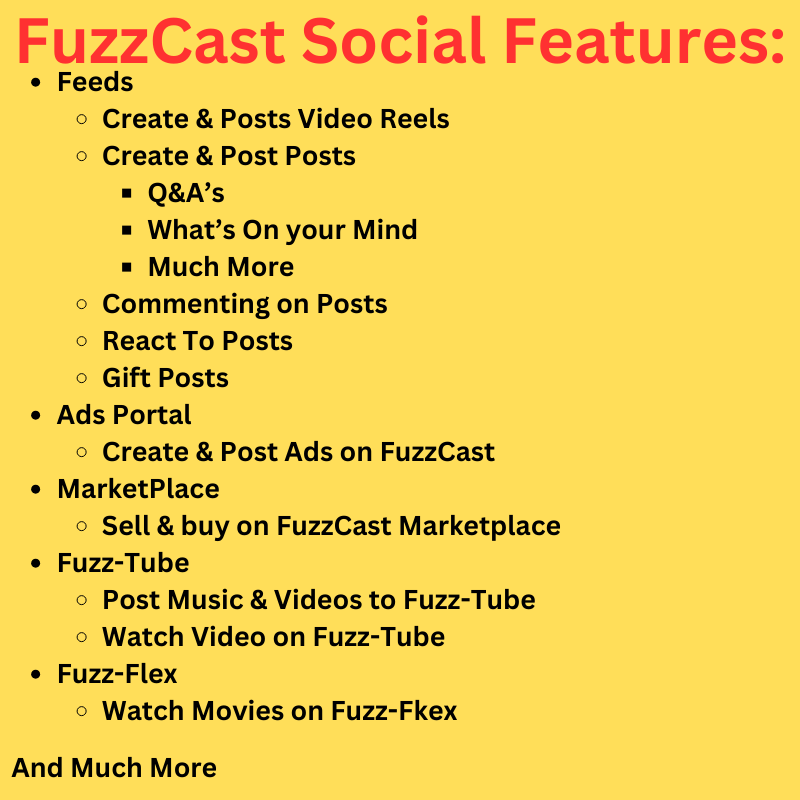 FuzzCast Social Features:
Feeds
Create & Posts Video Reels
Create & Post Posts
Q&A’s
What’s On your Mind
Much More
Commenting on Posts
React To Posts
Gift Posts
Ads Portal
Create & Post Ads on FuzzCast
MarketPlace
Sell & buy on FuzzCast Marketplace
Fuzz-Tube
Post Music & Videos to Fuzz-Tube
Watch Video on Fuzz-Tube
Fuzz-Flex
Watch Movies on Fuzz-Fkex
And Much More